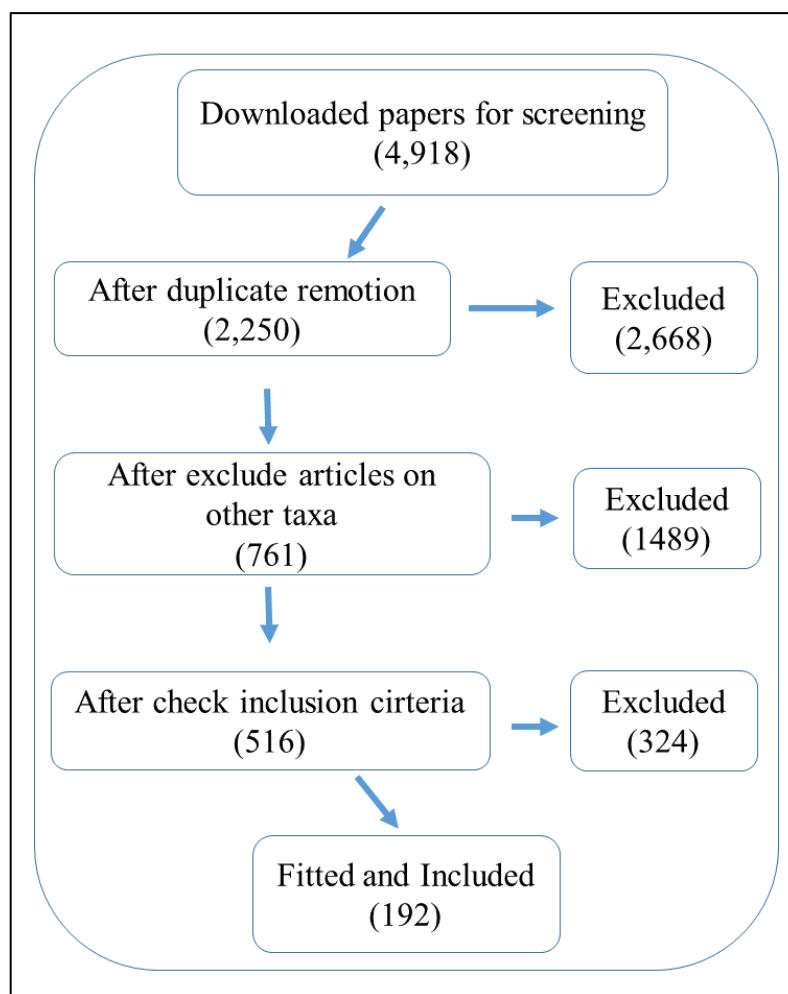 Downloaded papers for screening
(4,918)
After duplicate remotion
(2,250)
Excluded
(2,668)
After exclude articles on
other taxa
(761)
Excluded
(1489)
After check inclusion cirteria
(516)
Excluded
(324)
Fitted and Included
(192)